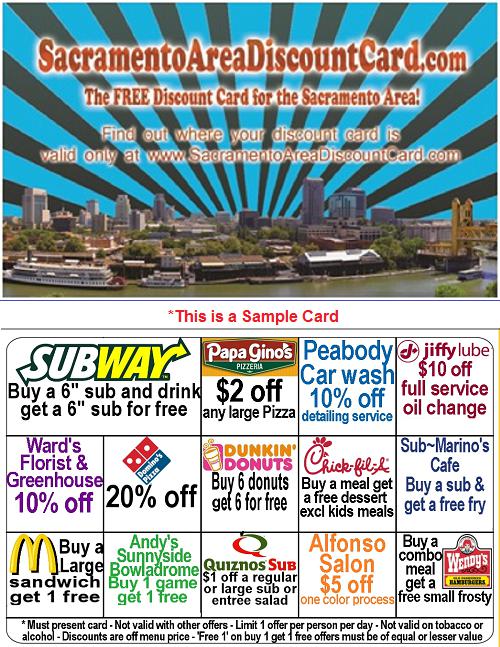 SacramentoAreaDiscountCard.com
The FREE Discount Card for the Sacramento Area!
Find out where your discount card is
valid only at www.SacramentoAreaDiscountCard.com
*This is a Sample Card
SUBWAY
Buy a 6" sub and drink
get a 6" sub for free
Papa Gino's
PIZZERIA
$2 off
any large Pizza
Peabody
Car wash
10% off
detailing service
jiffy lube
$10 off
full service
oil change
Ward's
Florist &
Greenhouse
10% off
Domino's
Pizza
20% off
DUNKIN'
DONUTS
Buy 6 donuts
get 6 for free
Chick-fil-A
Buy a meal get
a free dessert
excl kids meals
Sub~Marino's
Cafe
Buy a sub &
get a free fry
Buy a
Large
sandwich
get 1 free
Andy's
Sunnyside
Bowladrome
Buy 1 game
get 1 free
Quiznos Sub
$1 off a regular
or large sub or
entree salad
Alfonso
Salon
$5 off
one color process
Buy a
combo
meal
get a
free small frosty
Wendy's
OLD FASHIONED
HAMBURGERS
* Must present card - Not valid with other offers - Limit 1 offer per person per day - Not valid on tobacco or
alcohol - Discounts are off menu price - 'Free 1' on buy 1 get 1 free offers must be of equal or lesser value